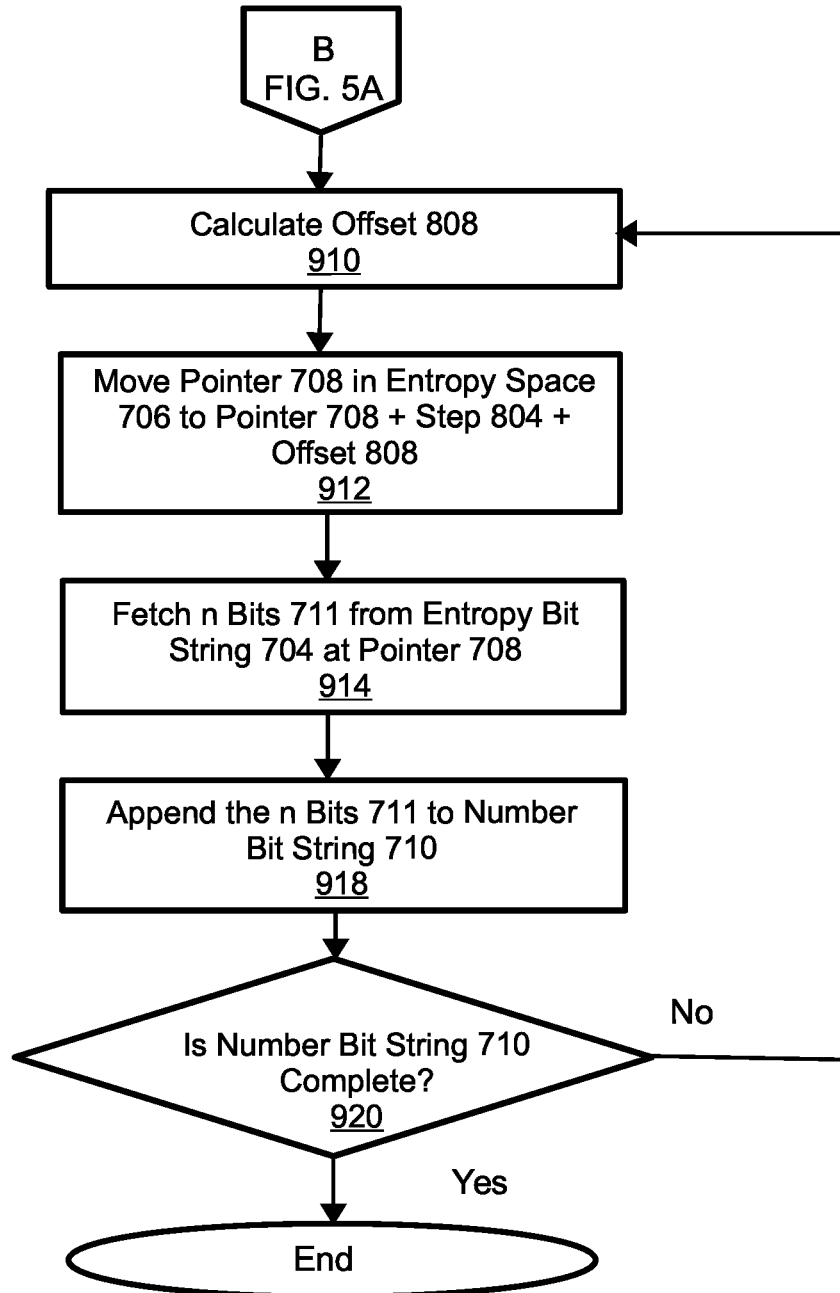 B
FIG. 5A
Calculate Offset 808
910
Move Pointer 708 in Entropy Space
706 to Pointer 708 + Step 804 +
Offset 808
912
Fetch n Bits 711 from Entropy Bit
String 704 at Pointer 708
914
Append the n Bits 711 to Number
Bit String 710
918
Is Number Bit String 710
Complete?
920
No
Yes
End